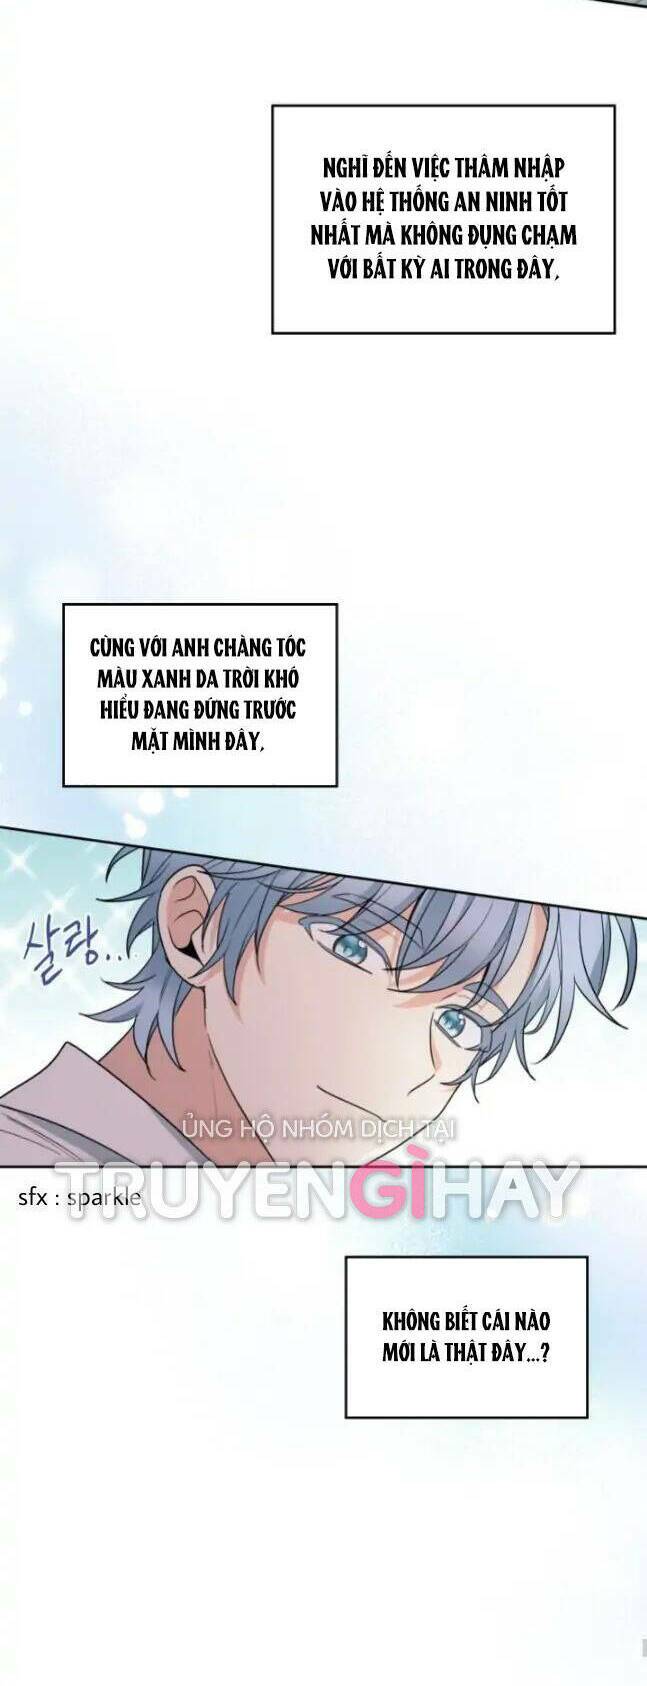 NGHĨ ĐẾN VIỆC THÂM NHẬP
VÀO HỆ THỐNG AN NINH TỐT
NHẤT MÀ KHÔNG ĐỤNG CHẠM
VỚI BẤT KỲ AI TRONG ĐÂY,
CÙNG VỚI ANH CHÀNG TÓC
MÀU XANH DA TRỜI KHÓ
HIỂU ĐANG ĐỨNG TRƯỚC
MẶT MÌNH ĐÂY,
살랑...
ỦNG HỘ NHÓM DỊCH TẠI
TRUYENGIHAY
sfx : sparkle
KHÔNG BIẾT CÁI NÀO
MỚI LÀ THẬT ĐÂY...?